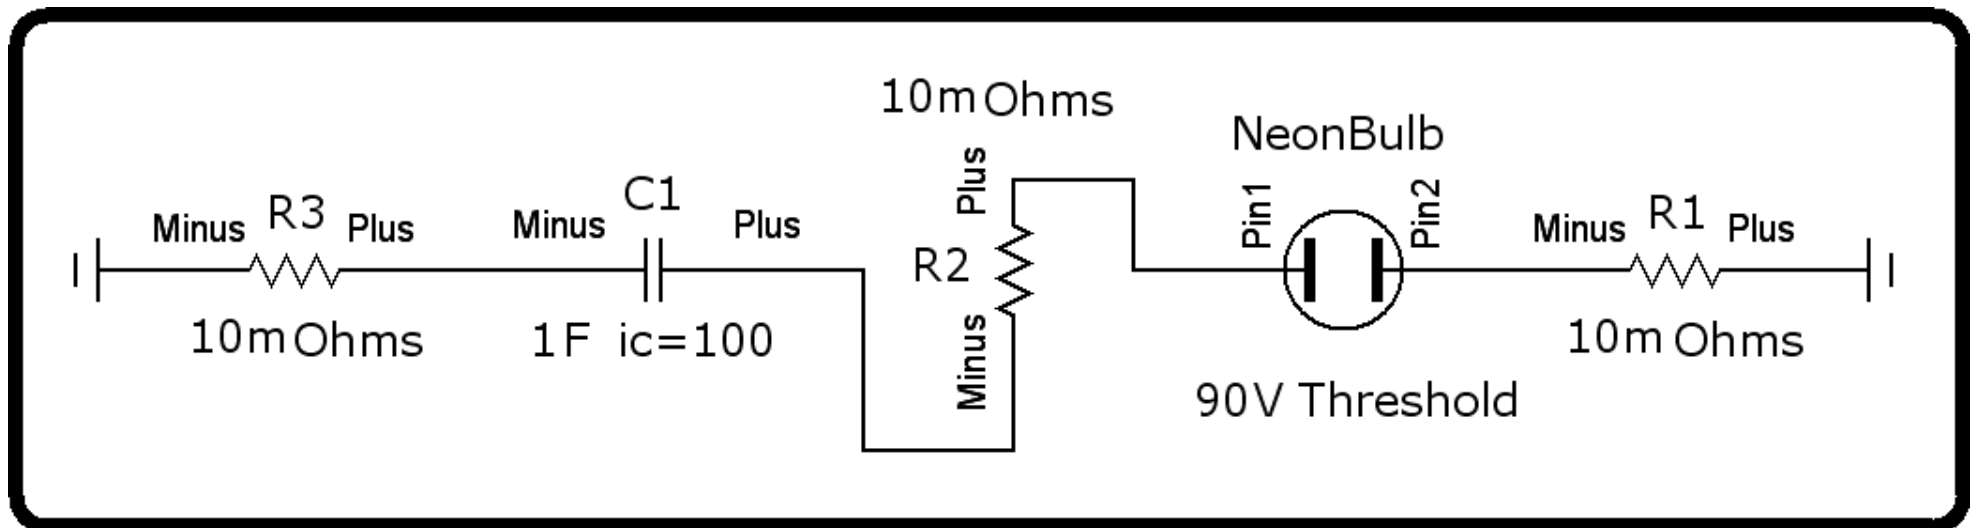 10m Ohms
NeonBulb
Plus
Pin1
Pin2
Minus R3 Plus
Minus C1 Plus
R2
Minus R1 Plus
10m Ohms
1F ic=100
Minus
10m Ohms
90V Threshold